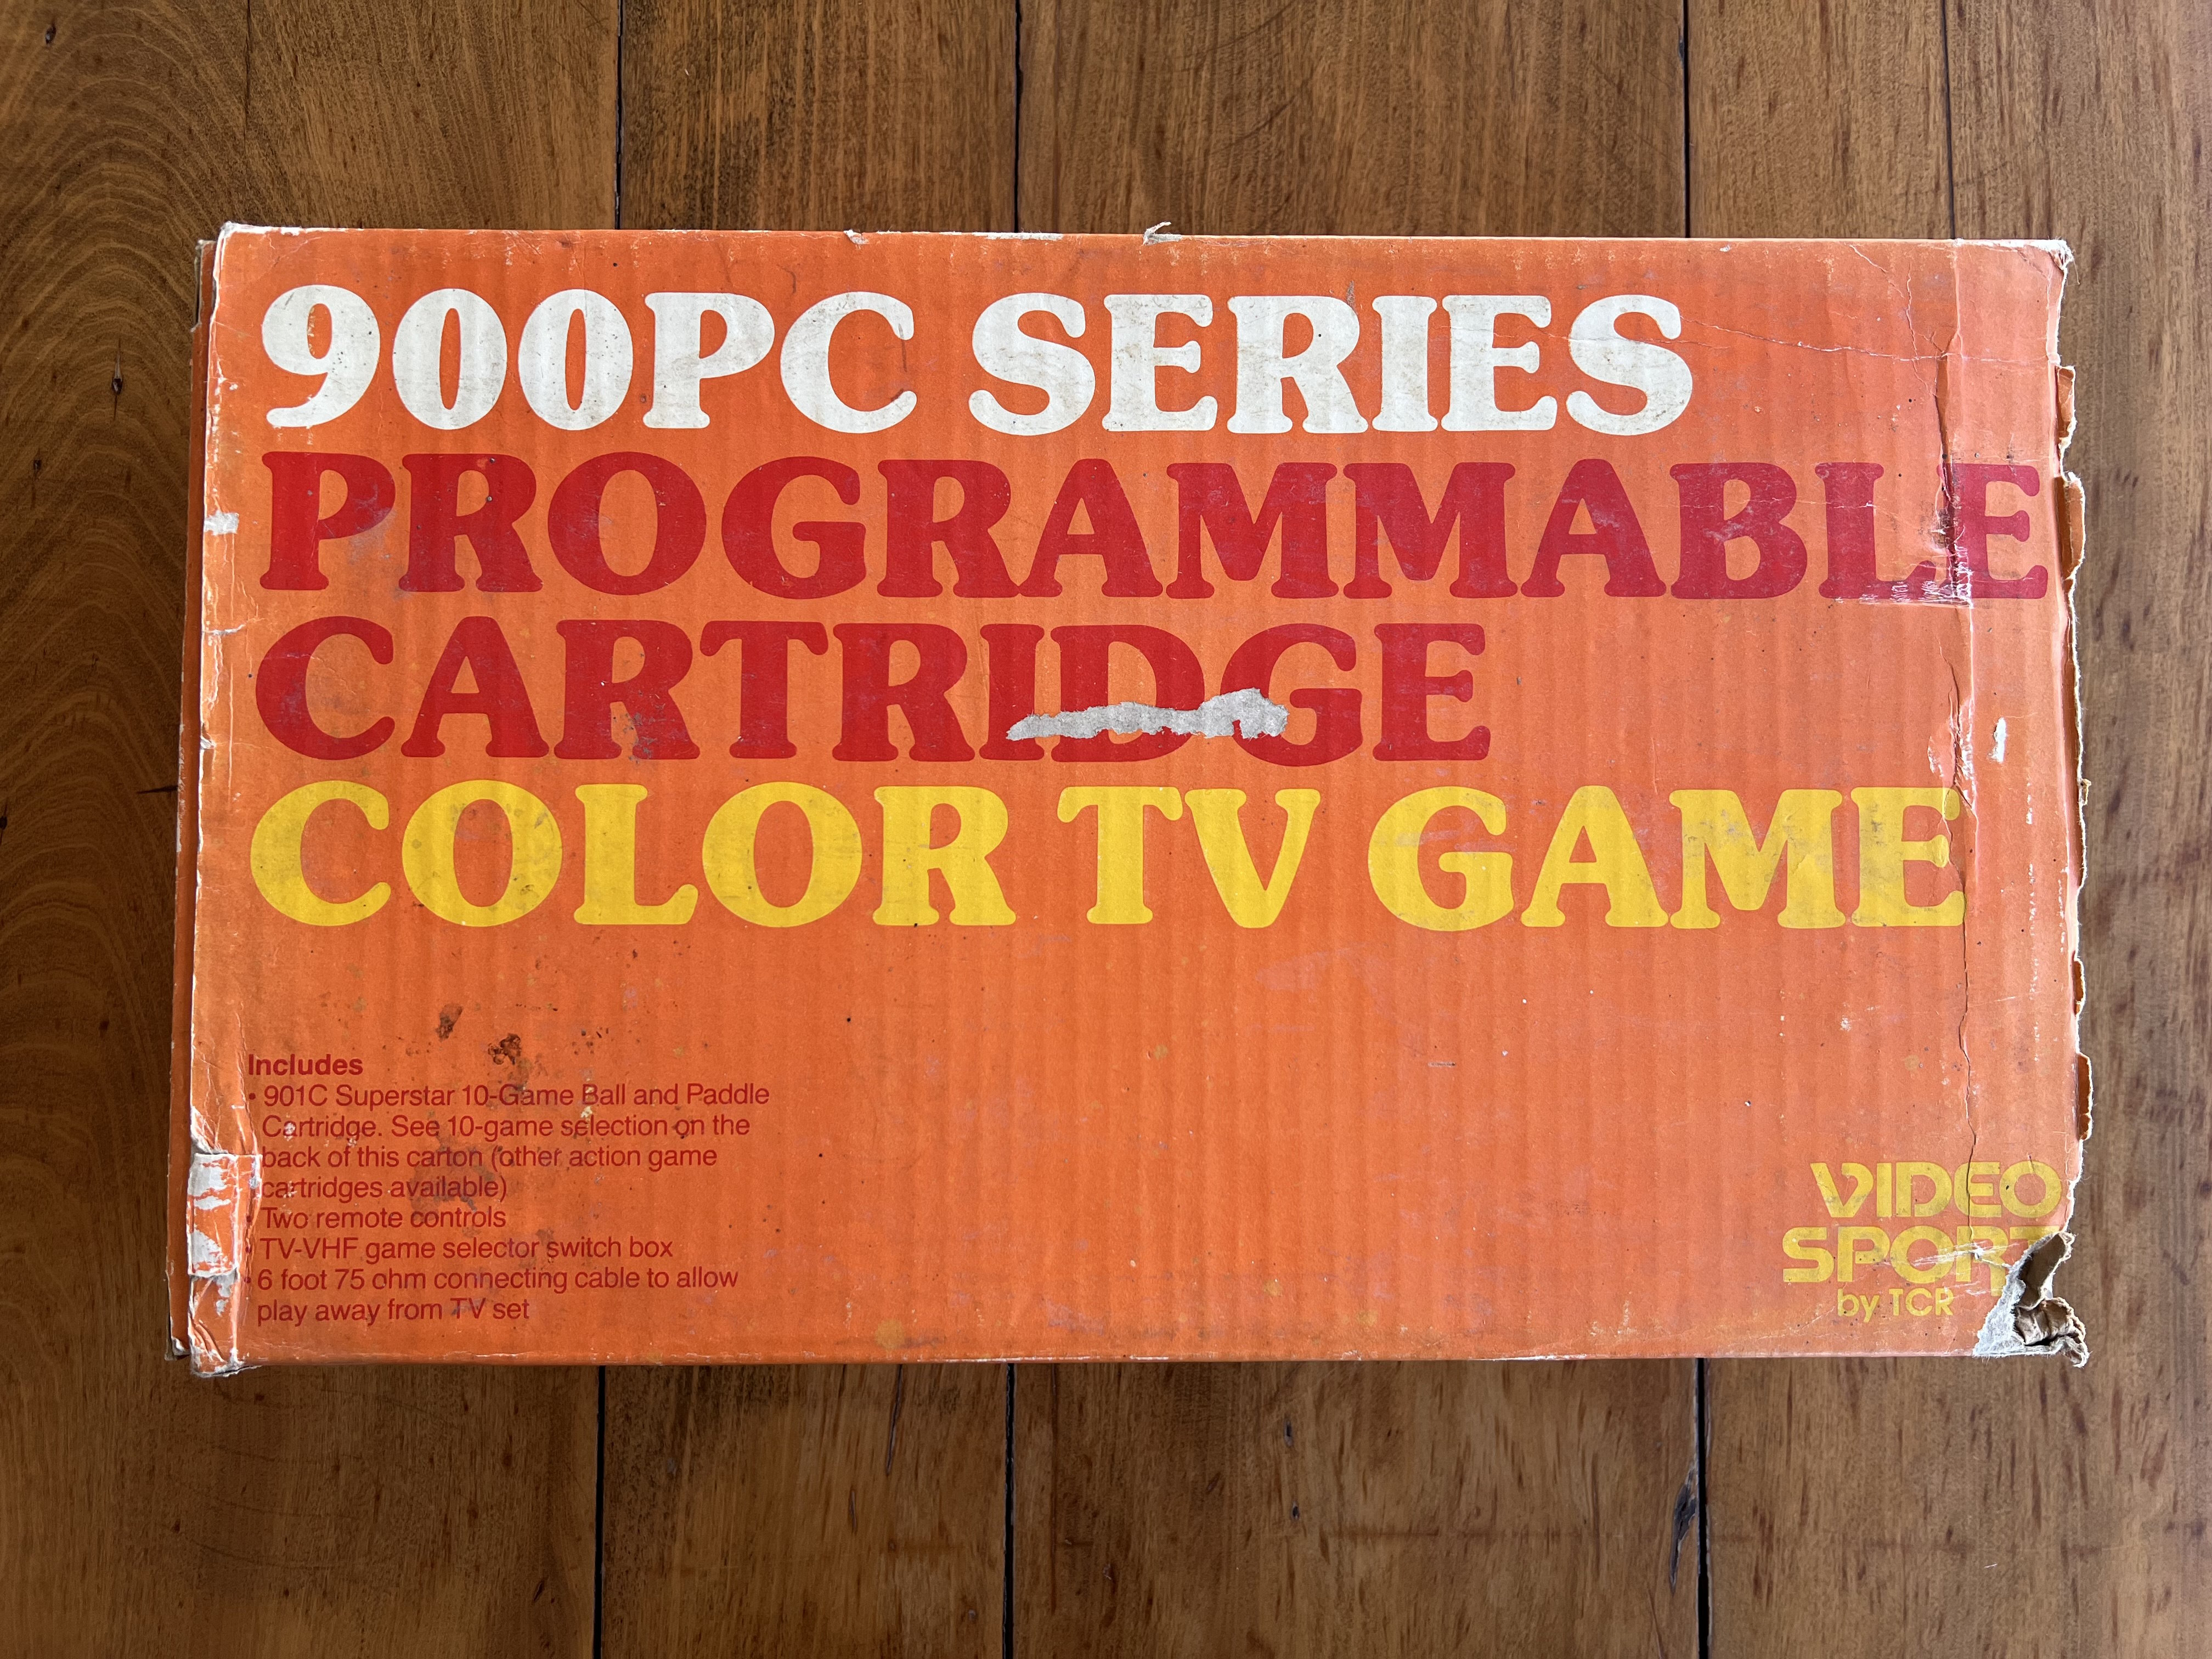 900PC SERIES
PROGRAMMABLE
CARTRIDGE
COLOR TV GAME
Includes
• 901C Superstar 10-Game Ball and Paddle
Cartridge. See 10-game selection on the
back of this carton (other action game
cartridges available)
Two remote controls
• TV-VHF game selector switch box
• 6 foot 75 ohm connecting cable to allow
play away from TV set
VIDEO
SPORT
by TCR